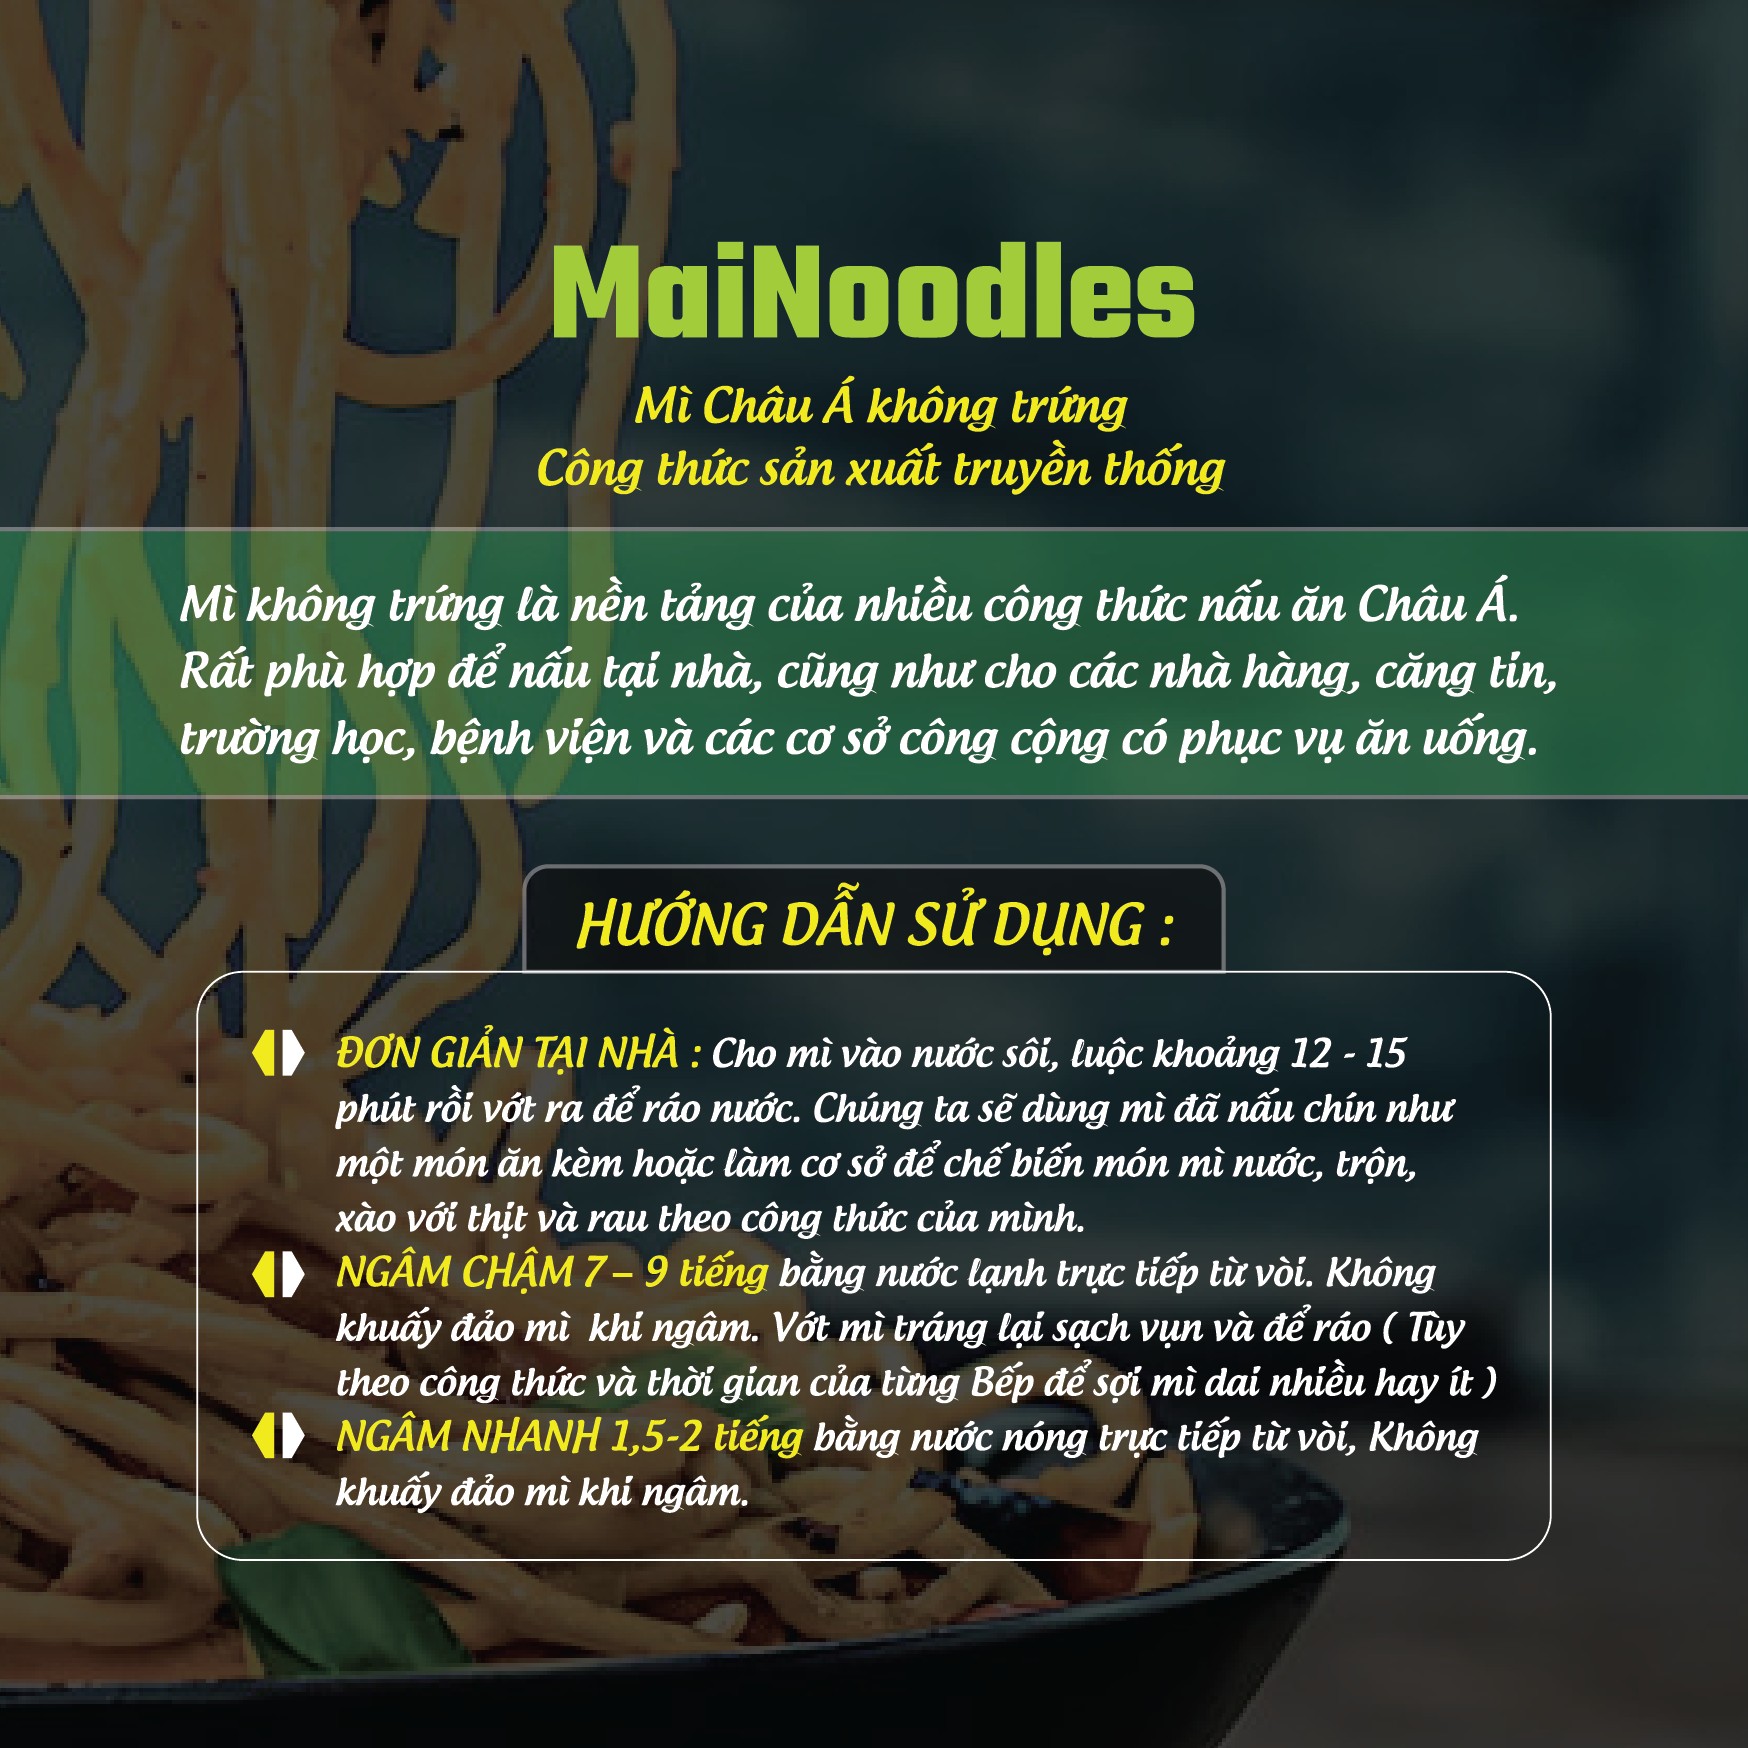 MaiNoodles
Mì Châu Á không trứng
Công thức sản xuất truyền thống
Mì không trứng là nền tảng của nhiều công thức nấu ăn Châu Á.
Rất phù hợp để nấu tại nhà, cũng như cho các nhà hàng, căng tin,
trường học, bệnh viện và các cơ sở công cộng có phục vụ ăn uống.
HƯỚNG DẪN SỬ DỤNG :
ĐƠN GIẢN TẠI NHÀ : Cho mì vào nước sôi, luộc khoảng 12 - 15
phút rồi vớt ra để ráo nước. Chúng ta sẽ dùng mì đã nấu chín như
một món ăn kèm hoặc làm cơ sở để chế biến món mì nước, trộn,
xào với thịt và rau theo công thức của mình.
NGÂM CHẬM 7 – 9 tiếng bằng nước lạnh trực tiếp từ vòi. Không
khuấy đảo mì khi ngâm. Vớt mì tráng lại sạch vụn và để ráo ( Tùy
theo công thức và thời gian của từng Bếp để sợi mì dai nhiều hay ít )
NGÂM NHANH 1,5-2 tiếng bằng nước nóng trực tiếp từ vòi, Không
khuấy đảo mì khi ngâm.